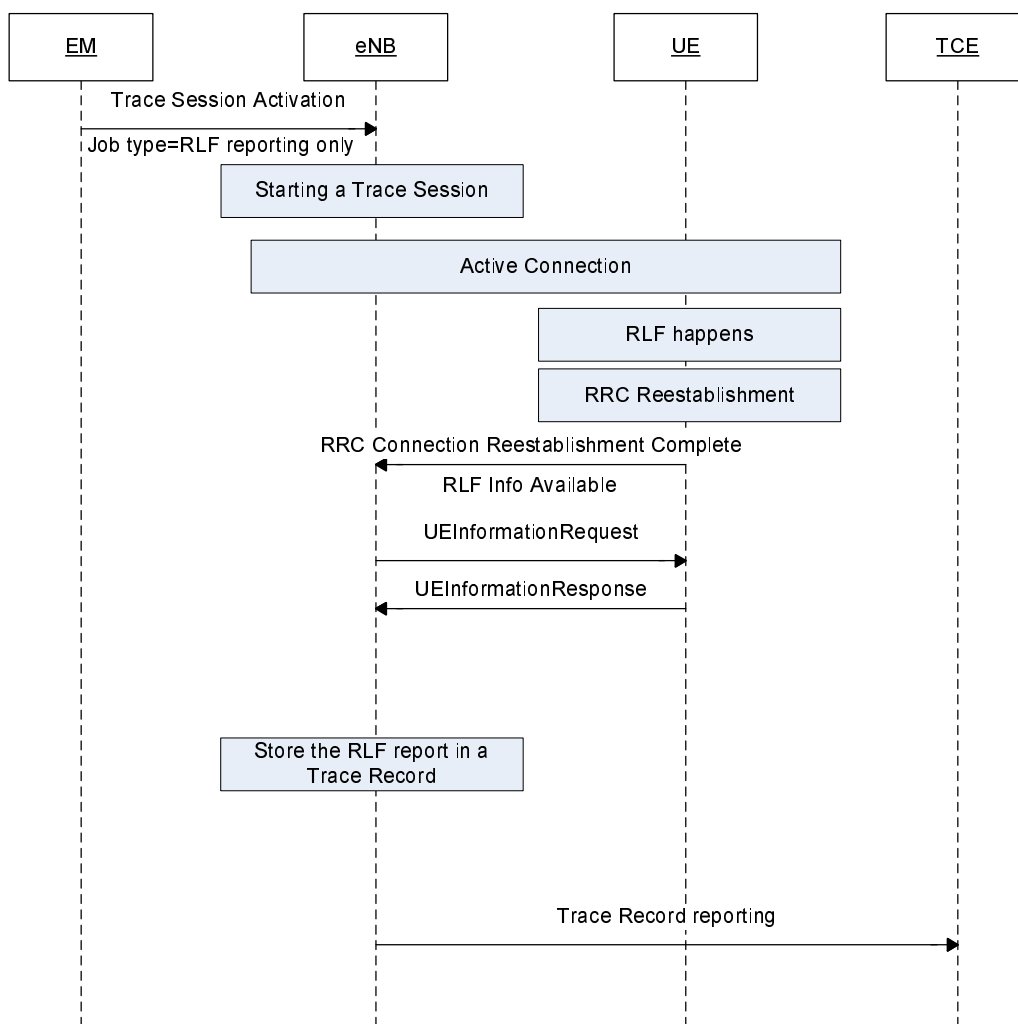 EM
eNB
UE
TCE
Trace Session Activation
Job type=RLF reporting only
Starting a Trace Session
Active Connection
RLF happens
RRC Reestablishment
RRC Connection Reestablishment Complete
RLF Info Available
UEInformationRequest
UEInformationResponse
Store the RLF report in a
Trace Record
Trace Record reporting